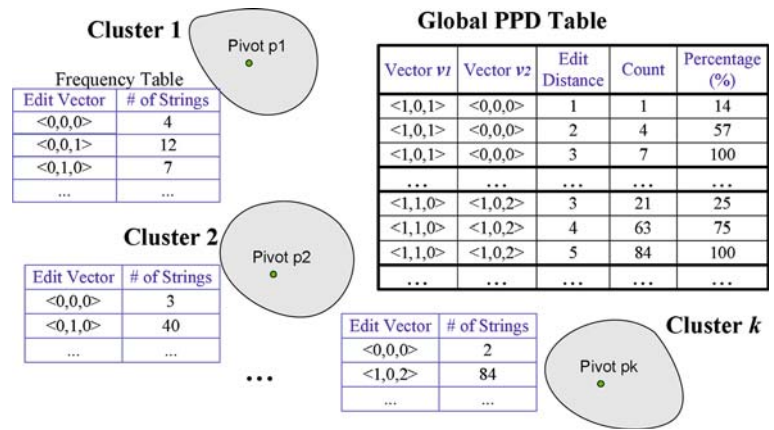 Cluster 1
Pivot p1
Frequency Table
Edit Vector # of Strings
<0,0,0> 4
<0,0,1> 12
<0,1,0> 7
... ...
Global PPD Table
Vector v1 Vector v2 Edit Distance Count Percentage (%)
<1,0,1> <0,0,0> 1 1 14
<1,0,1> <0,0,0> 2 4 57
<1,0,1> <0,0,0> 3 7 100
... ... ... ... ...
<1,1,0> <1,0,2> 3 21 25
<1,1,0> <1,0,2> 4 63 75
<1,1,0> <1,0,2> 5 84 100
... ... ... ... ...
Cluster 2
Pivot p2
Edit Vector # of Strings
<0,0,0> 3
<0,1,0> 40
... ...
...
Edit Vector # of Strings
<0,0,0> 2
<1,0,2> 84
... ...
Cluster k
Pivot pk